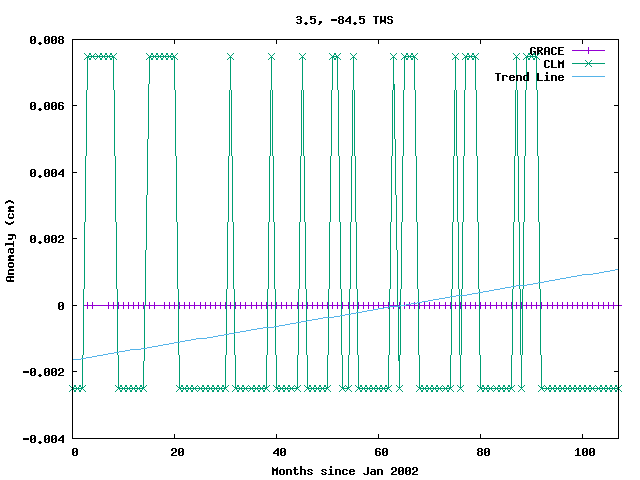 3.5, -84.5 TWS
GRACE
CLM
Trend Line
0.008
0.006
0.004
0.002
0
-0.002
-0.004
Anomaly (cm)
0 20 40 60 80 100
Months since Jan 2002